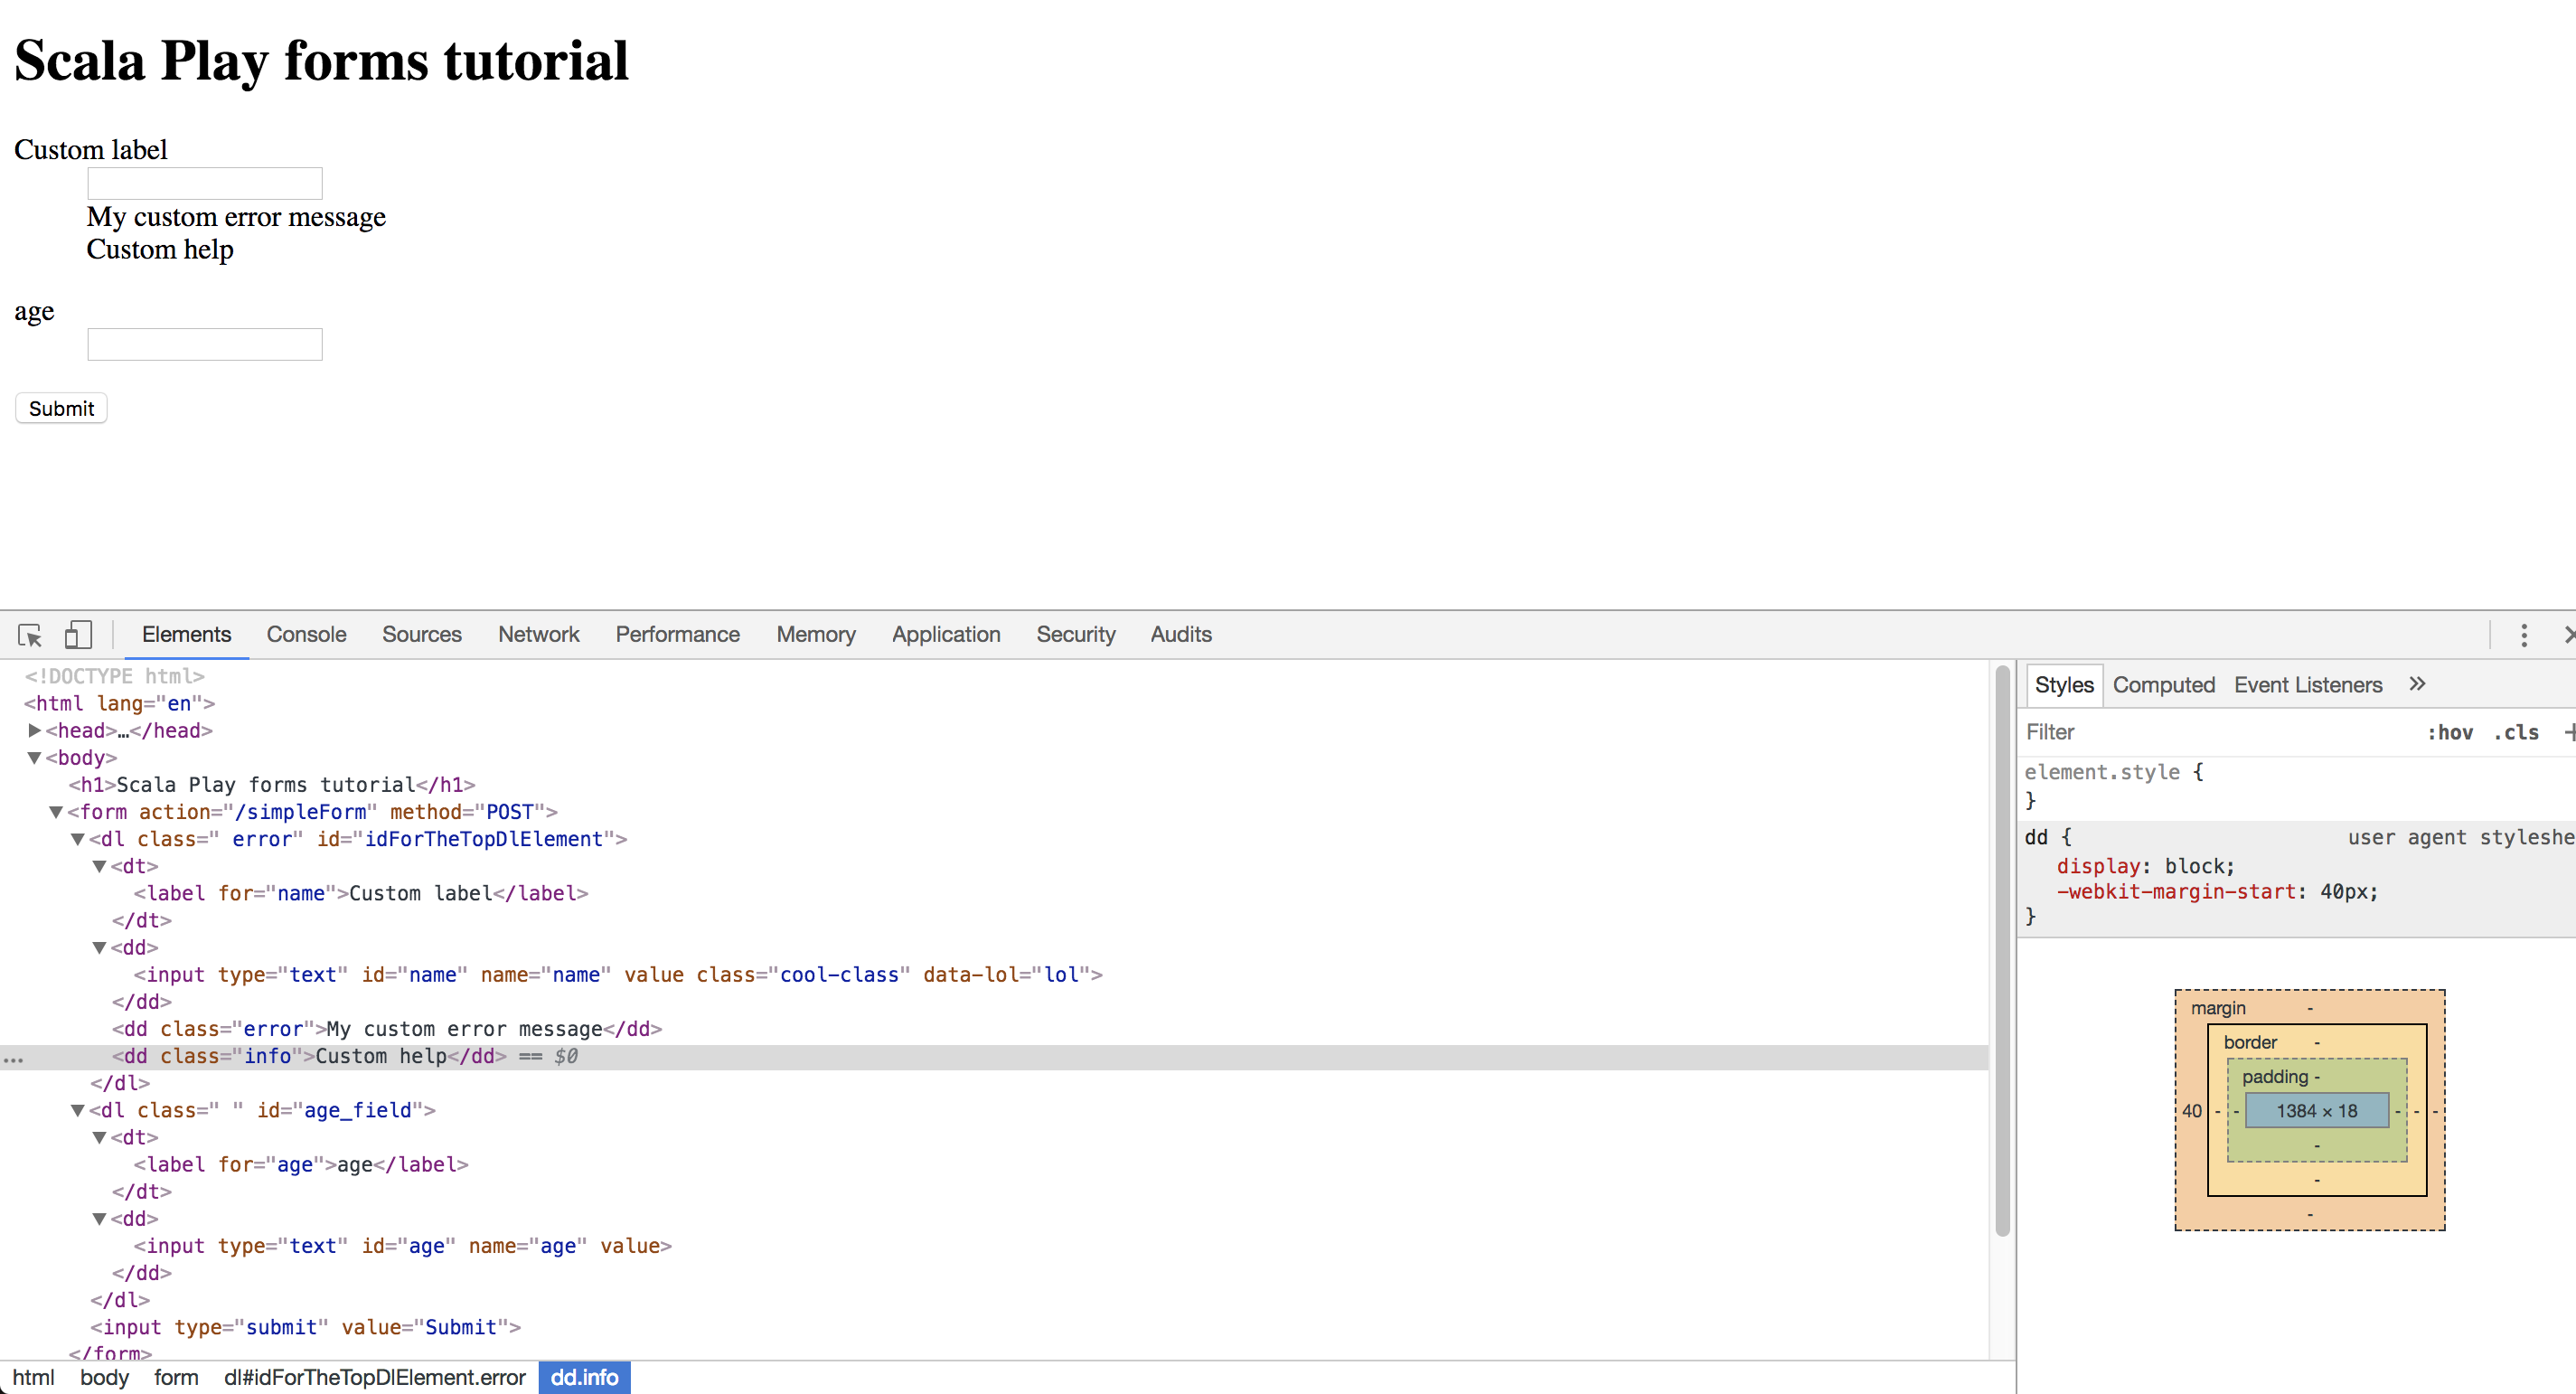 Scala Play forms tutorial
Custom label
My custom error message
Custom help
age
Submit
Elements Console Sources Network Performance Memory Application Security Audits
<!DOCTYPE html>
<html lang="en">
<head>…</head>
<body>
<h1>Scala Play forms tutorial</h1>
<form action="/simpleForm" method="POST">
<dl class=" error" id="idForTheTopDlElement">
<dt>
<label for="name">Custom label</label>
</dt>
<dd>
<input type="text" id="name" name="name" value class="cool-class" data-lol="lol">
</dd>
<dd class="error">My custom error message</dd>
… <dd class="info">Custom help</dd> == $0
</dl>
<dl class=" " id="age_field">
<dt>
<label for="age">age</label>
</dt>
<dd>
<input type="text" id="age" name="age" value>
</dd>
</dl>
<input type="submit" value="Submit">
</form>
html body form dl#idForTheTopDlElement.error dd.info
Styles Computed Event Listeners »
Filter :hov .cls +
element.style {
}
dd { user agent styleshe
display: block;
-webkit-margin-start: 40px;
}
margin -
border -
padding -
40 - - 1384 × 18 - - -
-
-
-